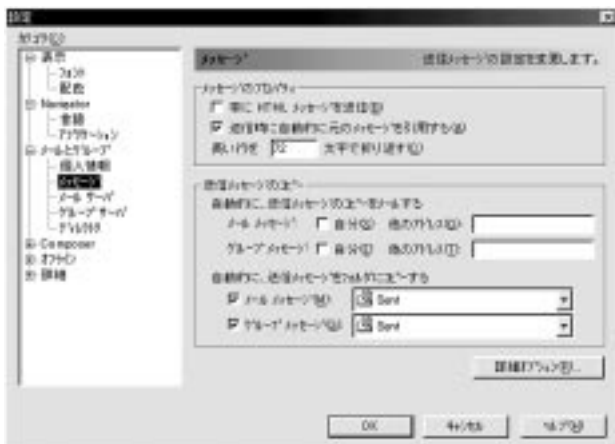 設定
カテゴリ(C)
表示
フォント
配色
Navigator
言語
アプリケーション
メールとグループ
個人情報
メッセージ
メール サーバ
グループ サーバ
ディレクトリ
Composer
オフライン
詳細
メッセージ
送信メッセージの設定を変更します。
メッセージのプロパティ
常に HTML メッセージを送信(B)
返信時に自動的に元のメッセージを引用する(A)
長い行を 72 文字で折り返す(L)
送信メッセージのコピー
自動的に、送信メッセージのコピーをメールする
メール メッセージ: 自分(S) 他のアドレス(O):
グループ メッセージ: 自分(I) 他のアドレス(T):
自動的に、送信メッセージをフォルダにコピーする
メール メッセージ(M): Sent
グループ メッセージ(G): Sent
詳細オプション(R)...
OK
キャンセル
ヘルプ(H)